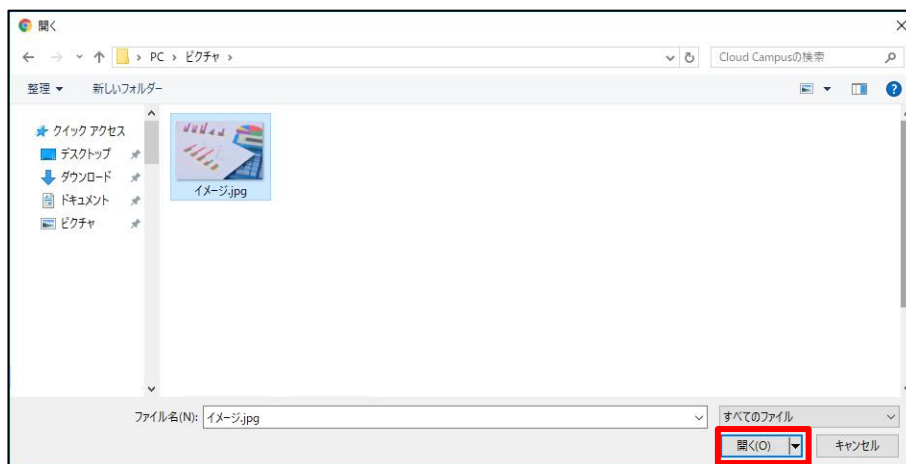 開く
PC › ピクチャ ›
Cloud Campusの検索
整理
新しいフォルダー
クイック アクセス
デスクトップ
ダウンロード
ドキュメント
ピクチャ
イメージ.jpg
ファイル名(N): イメージ.jpg
すべてのファイル
開く(O)
キャンセル